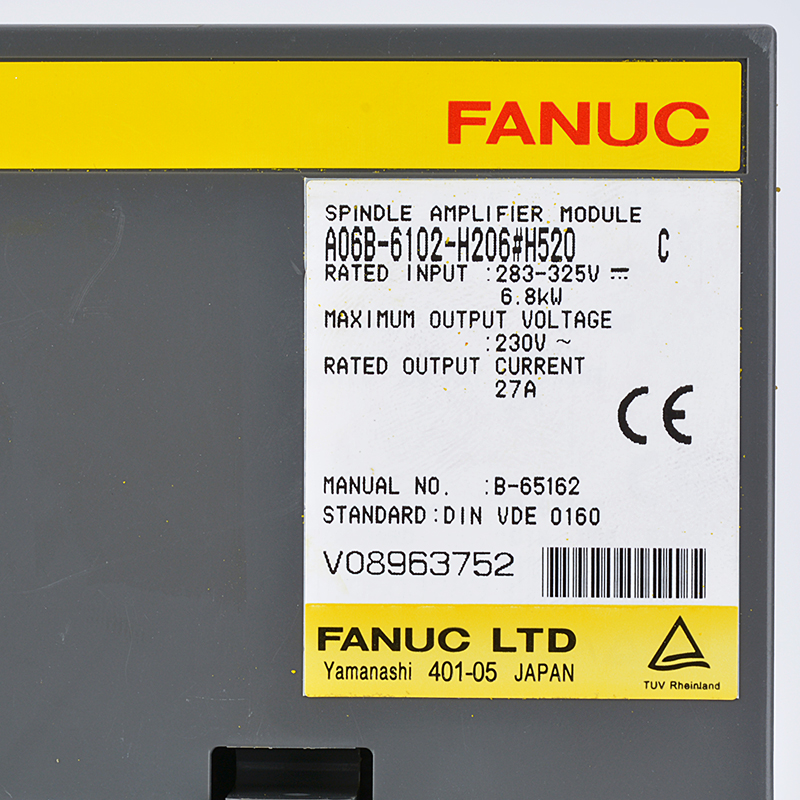 FANUC
SPINDLE AMPLIFIER MODULE
A06B-6102-H206#H520 C
RATED INPUT :283-325V ⎓
6.8kW
MAXIMUM OUTPUT VOLTAGE
:230V ~
RATED OUTPUT CURRENT
27A
CE
MANUAL NO. :B-65162
STANDARD:DIN VDE 0160
V08963752
FANUC LTD
Yamanashi 401-05 JAPAN
TUV Rheinland